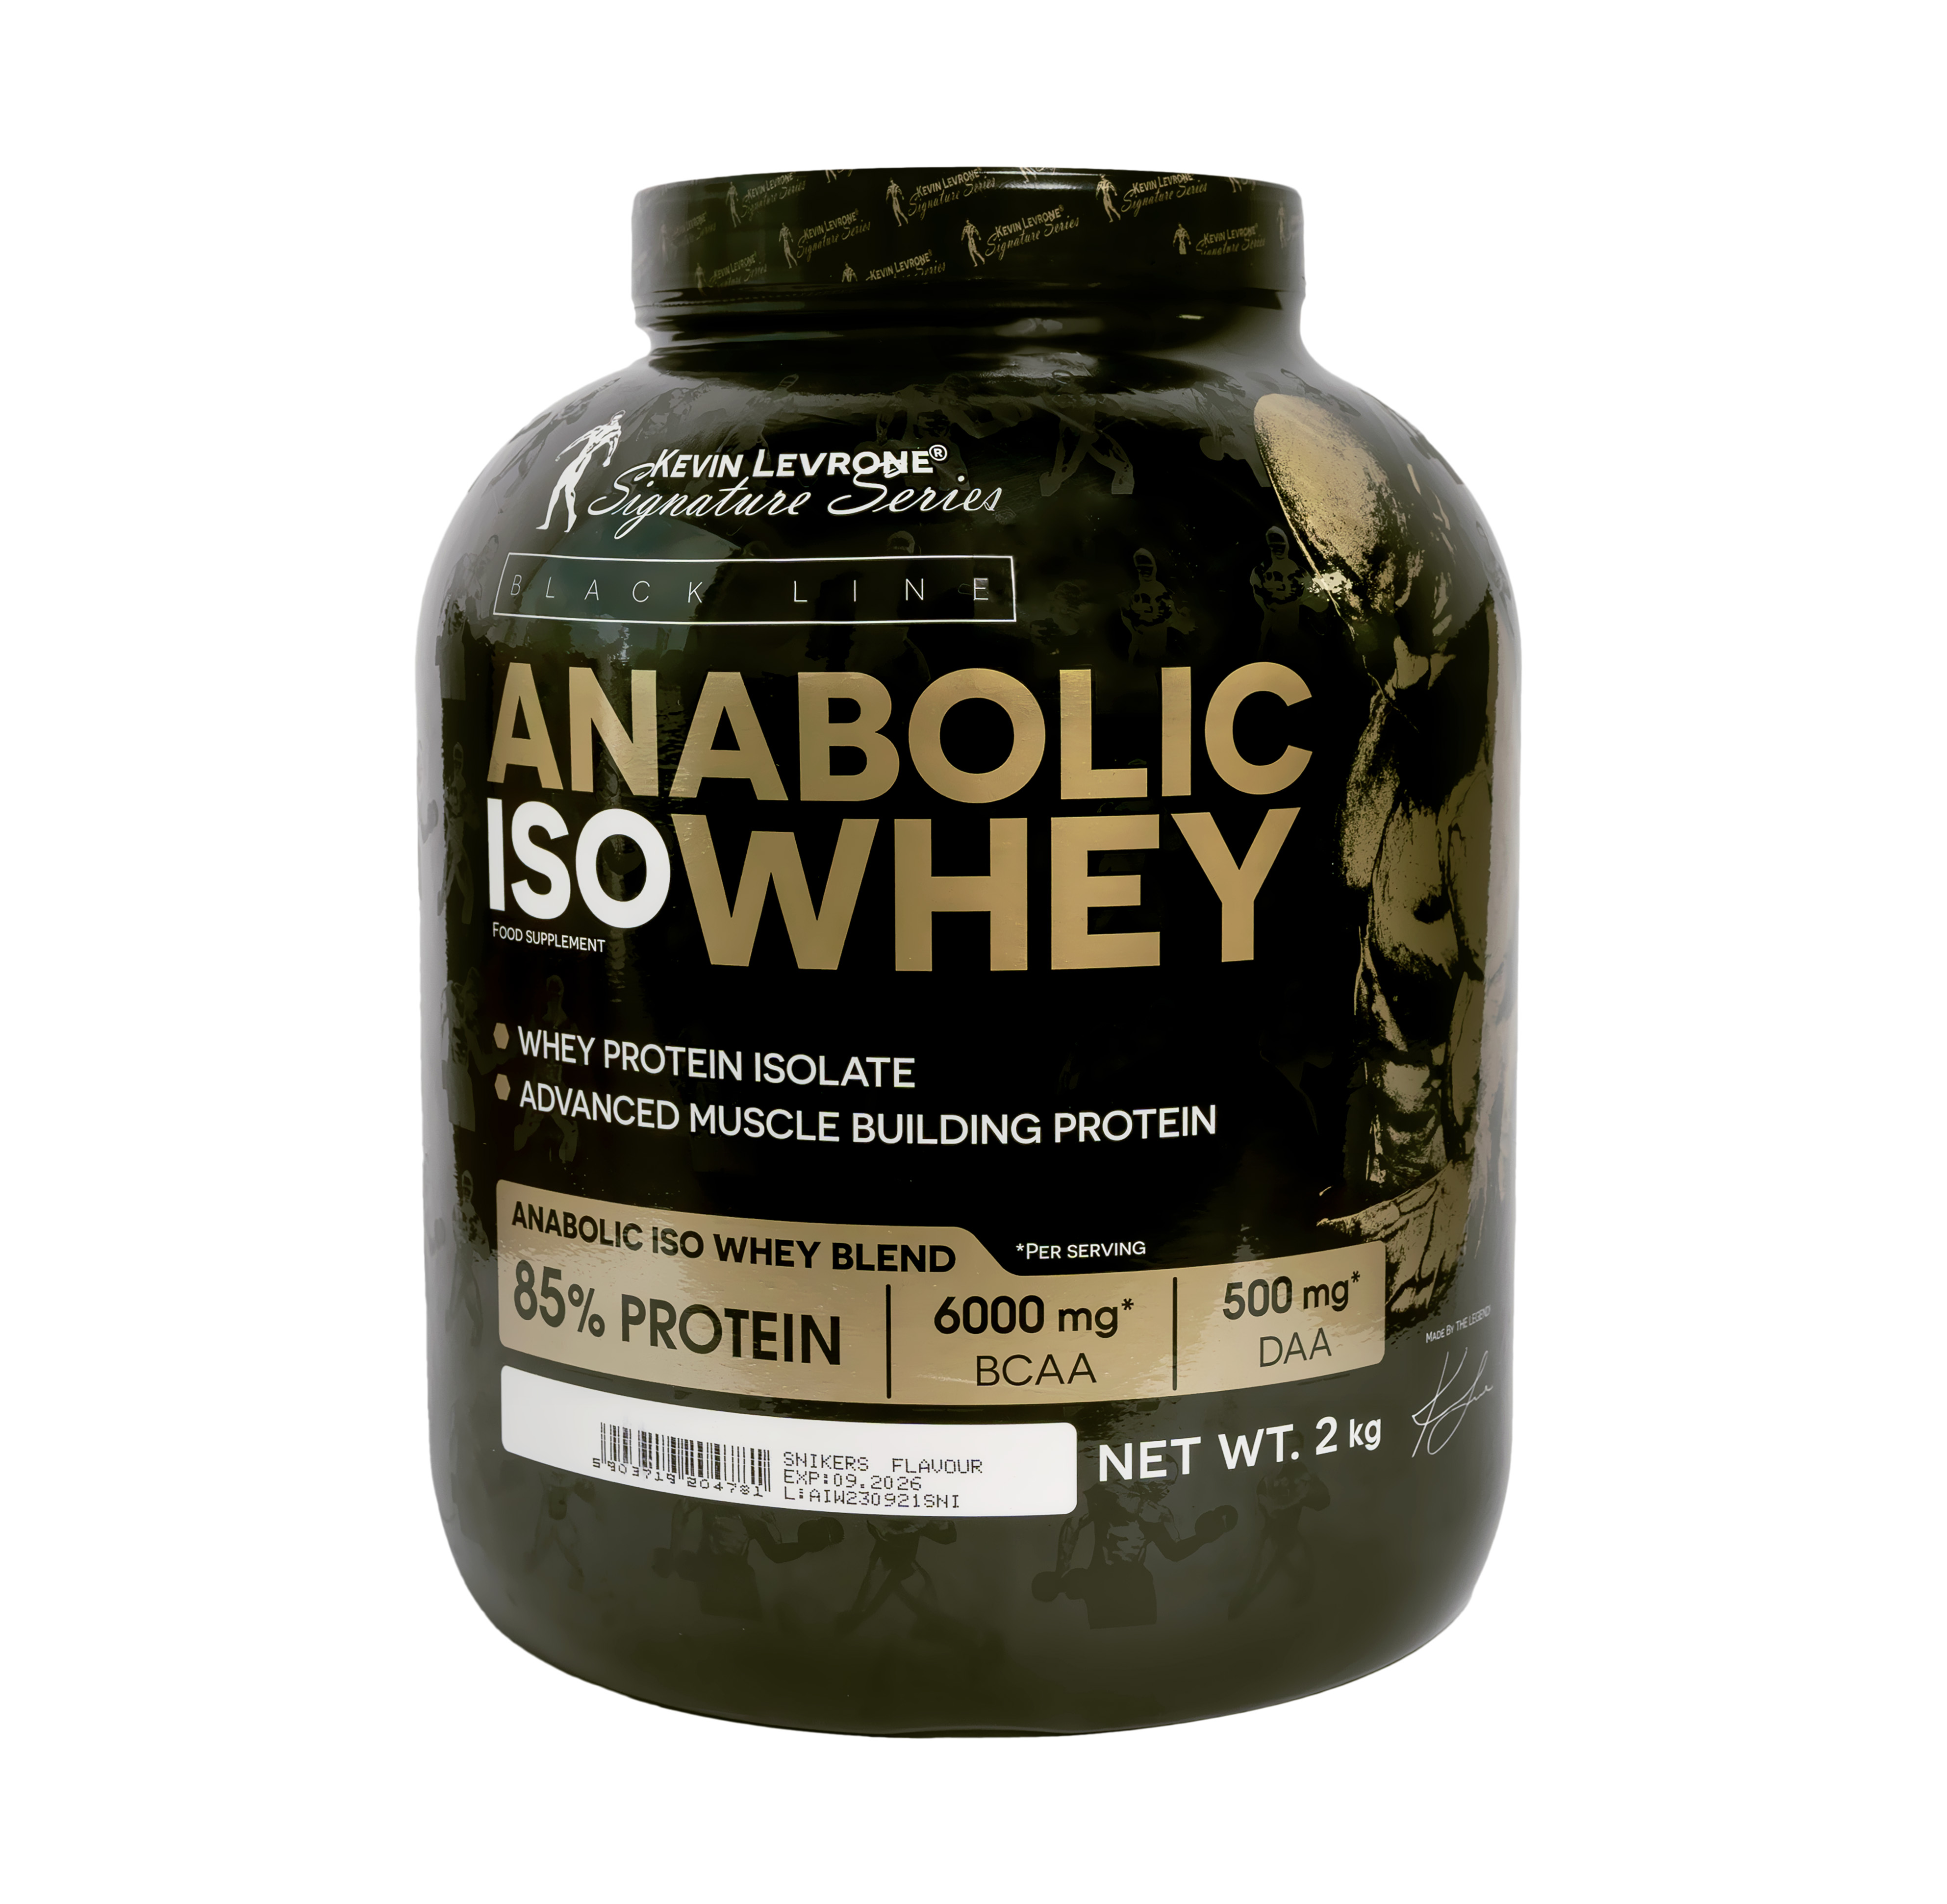 KEVIN LEVRONE®
Signature Series
BLACK LINE
ANABOLIC
ISOWHEY
FOOD SUPPLEMENT
WHEY PROTEIN ISOLATE
ADVANCED MUSCLE BUILDING PROTEIN
ANABOLIC ISO WHEY BLEND
*PER SERVING
85% PROTEIN
6000 mg*
BCAA
500 mg*
DAA
MADE BY THE LEGEND!
NET WT. 2 kg
5903719204781
SNIKERS FLAVOUR
EXP:09.2026
L:AIW230921SNI